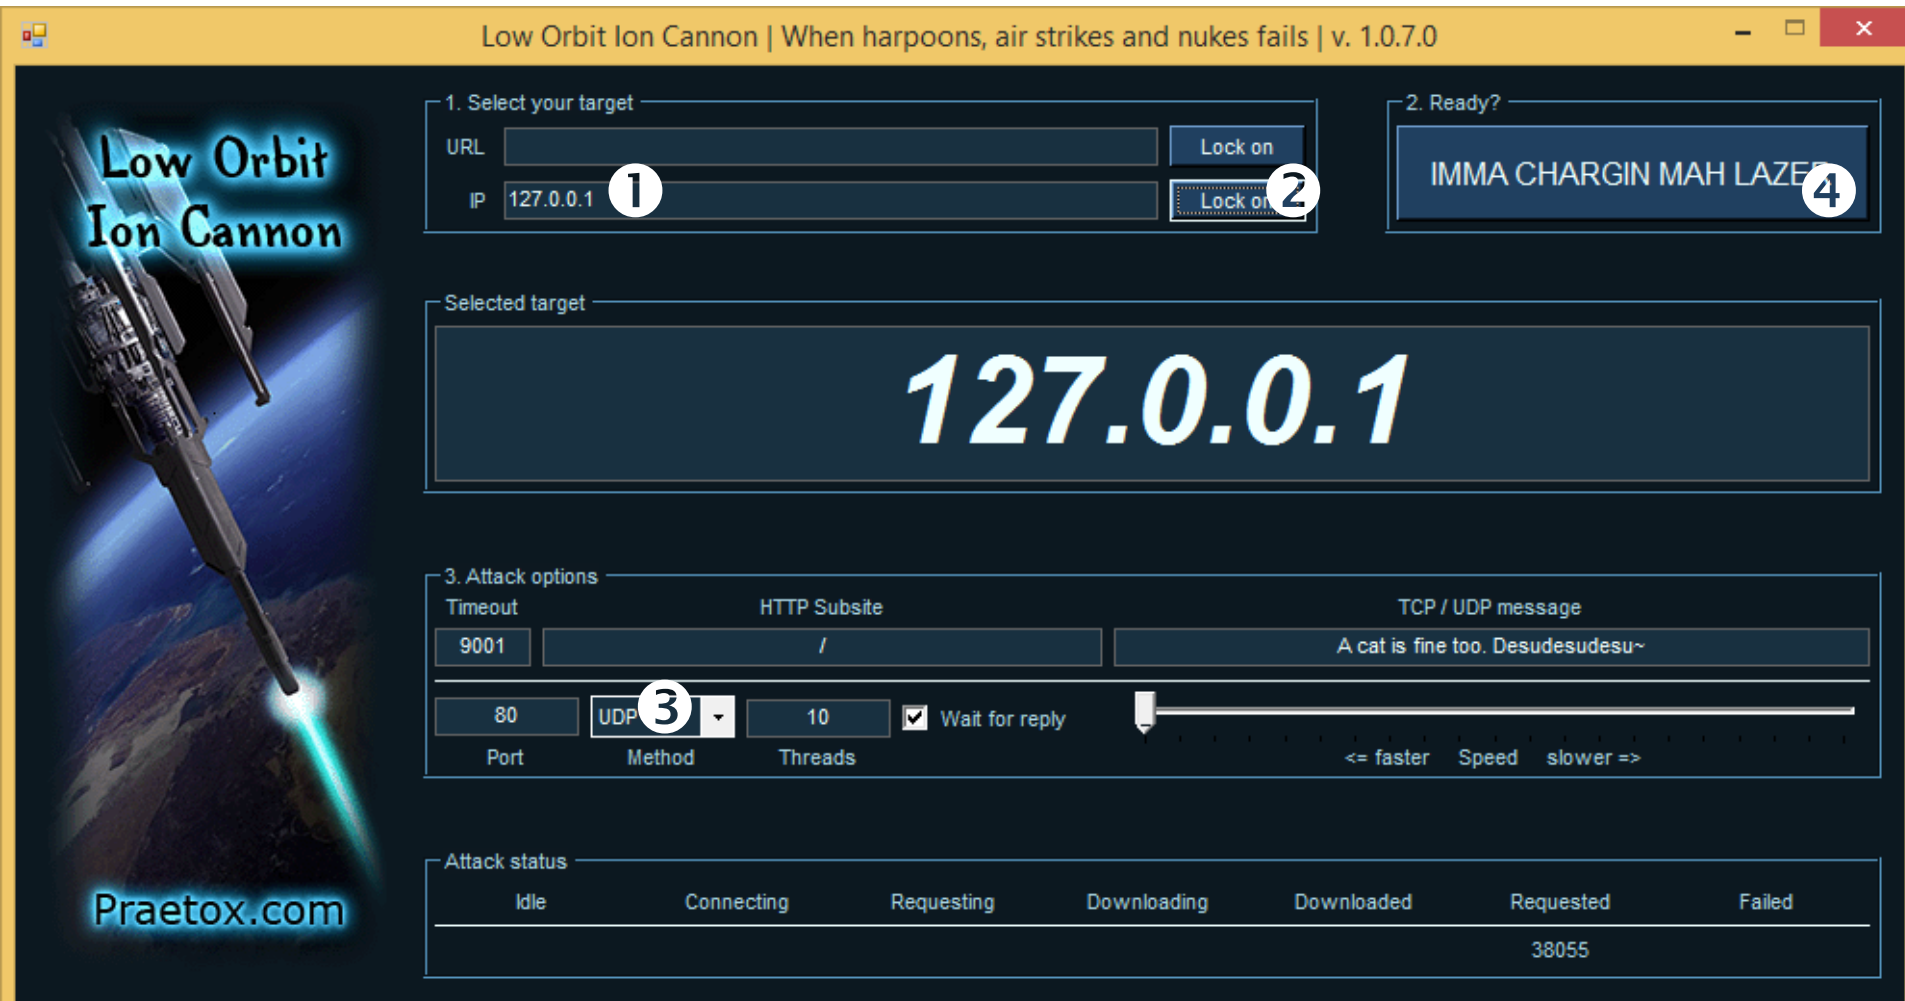 Low Orbit Ion Cannon | When harpoons, air strikes and nukes fails | v. 1.0.7.0
Low Orbit
Ion Cannon
Praetox.com
1. Select your target
URL
Lock on
IP
127.0.0.1
1
Lock on
2
2. Ready?
IMMA CHARGIN MAH LAZER
4
Selected target
127.0.0.1
3. Attack options
Timeout
HTTP Subsite
TCP / UDP message
9001
/
A cat is fine too. Desudesudesu~
80
UDP
3
10
Wait for reply
Port
Method
Threads
<= faster Speed slower =>
Attack status
Idle Connecting Requesting Downloading Downloaded Requested Failed
38055